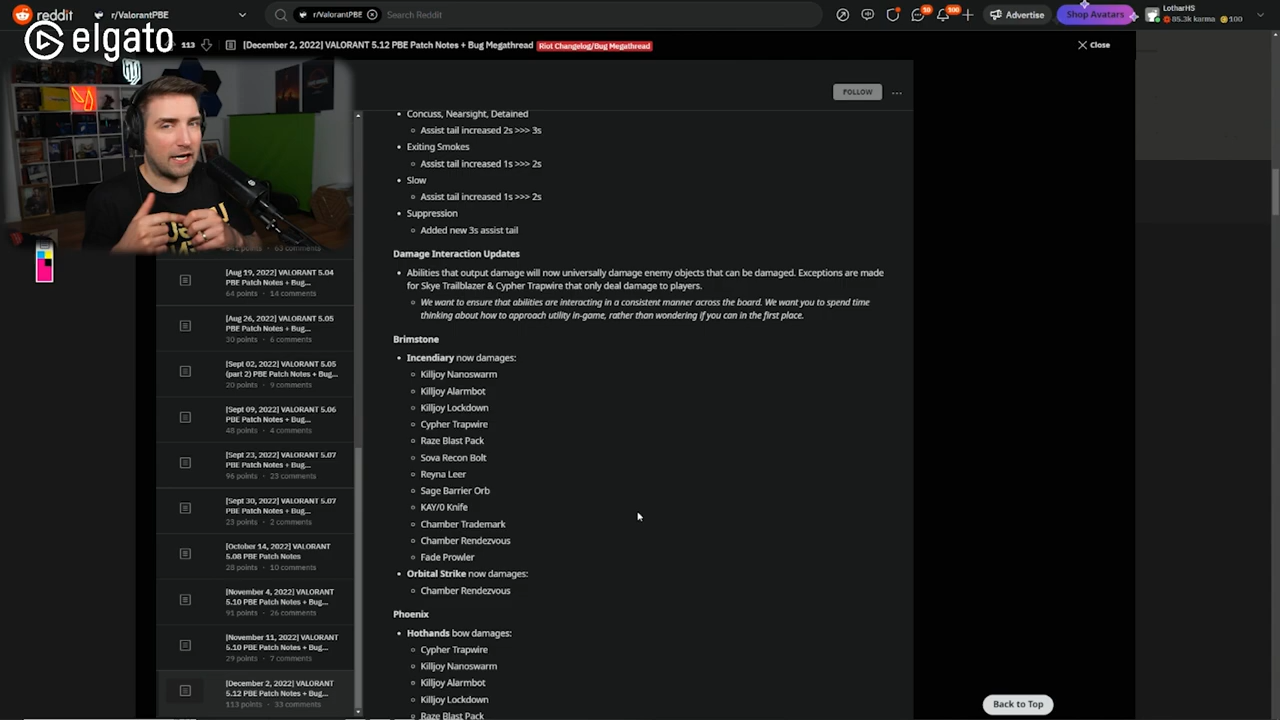 reddit
r/ValorantPBE
r/ValorantPBE
Search Reddit
Advertise
Shop Avatars
LotharHS
85.3k karma
100
elgato
113
[December 2, 2022] VALORANT 5.12 PBE Patch Notes + Bug Megathread
Riot Changelog/Bug Megathread
Close
FOLLOW
Concuss, Nearsight, Detained
Assist tail increased 2s >>> 3s
Exiting Smokes
Assist tail increased 1s >>> 2s
Slow
Assist tail increased 1s >>> 2s
Suppression
Added new 3s assist tail
Damage Interaction Updates
Abilities that output damage will now universally damage enemy objects that can be damaged. Exceptions are made
for Skye Trailblazer & Cypher Trapwire that only deal damage to players.
We want to ensure that abilities are interacting in a consistent manner across the board. We want you to spend time
thinking about how to approach utility in-game, rather than wondering if you can in the first place.
Brimstone
Incendiary now damages:
Killjoy Nanoswarm
Killjoy Alarmbot
Killjoy Lockdown
Cypher Trapwire
Raze Blast Pack
Sova Recon Bolt
Reyna Leer
Sage Barrier Orb
KAY/0 Knife
Chamber Trademark
Chamber Rendezvous
Fade Prowler
Orbital Strike now damages:
Chamber Rendezvous
Phoenix
Hothands bow damages:
Cypher Trapwire
Killjoy Nanoswarm
Killjoy Alarmbot
Killjoy Lockdown
Raze Blast Pack
63 comments
[Aug 19, 2022] VALORANT 5.04
PBE Patch Notes + Bug...
64 points · 14 comments
[Aug 26, 2022] VALORANT 5.05
PBE Patch Notes + Bug...
30 points · 6 comments
[Sept 02, 2022] VALORANT 5.05
(part 2) PBE Patch Notes + Bug...
20 points · 9 comments
[Sept 09, 2022] VALORANT 5.06
PBE Patch Notes + Bug...
48 points · 4 comments
[Sept 23, 2022] VALORANT 5.07
PBE Patch Notes + Bug...
96 points · 23 comments
[Sept 30, 2022] VALORANT 5.07
PBE Patch Notes + Bug...
23 points · 2 comments
[October 14, 2022] VALORANT
5.08 PBE Patch Notes
28 points · 10 comments
[November 4, 2022] VALORANT
5.10 PBE Patch Notes + Bug...
91 points · 26 comments
[November 11, 2022] VALORANT
5.10 PBE Patch Notes + Bug...
29 points · 7 comments
[December 2, 2022] VALORANT
5.12 PBE Patch Notes + Bug...
113 points · 33 comments
Back to Top